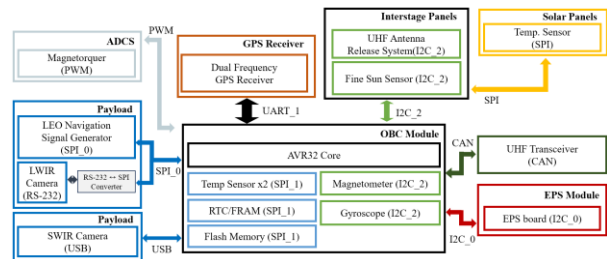 ADCS
Magnetorquer
(PWM)
PWM
GPS Receiver
Dual Frequency
GPS Receiver
UART_1
Interstage Panels
UHF Antenna
Release System(I2C_2)
Fine Sun Sensor (I2C_2)
I2C_2
Solar Panels
Temp. Sensor
(SPI)
SPI
Payload
LEO Navigation
Signal Generator
(SPI_0)
LWIR
Camera
(RS-232)
RS-232 ↔ SPI
Converter
SPI_0
Payload
SWIR Camera
(USB)
USB
OBC Module
AVR32 Core
Temp Sensor x2 (SPI_1)
Magnetometer (I2C_2)
RTC/FRAM (SPI_1)
Gyroscope (I2C_2)
Flash Memory (SPI_1)
CAN
UHF Transceiver
(CAN)
EPS Module
EPS board (I2C_0)
I2C_0